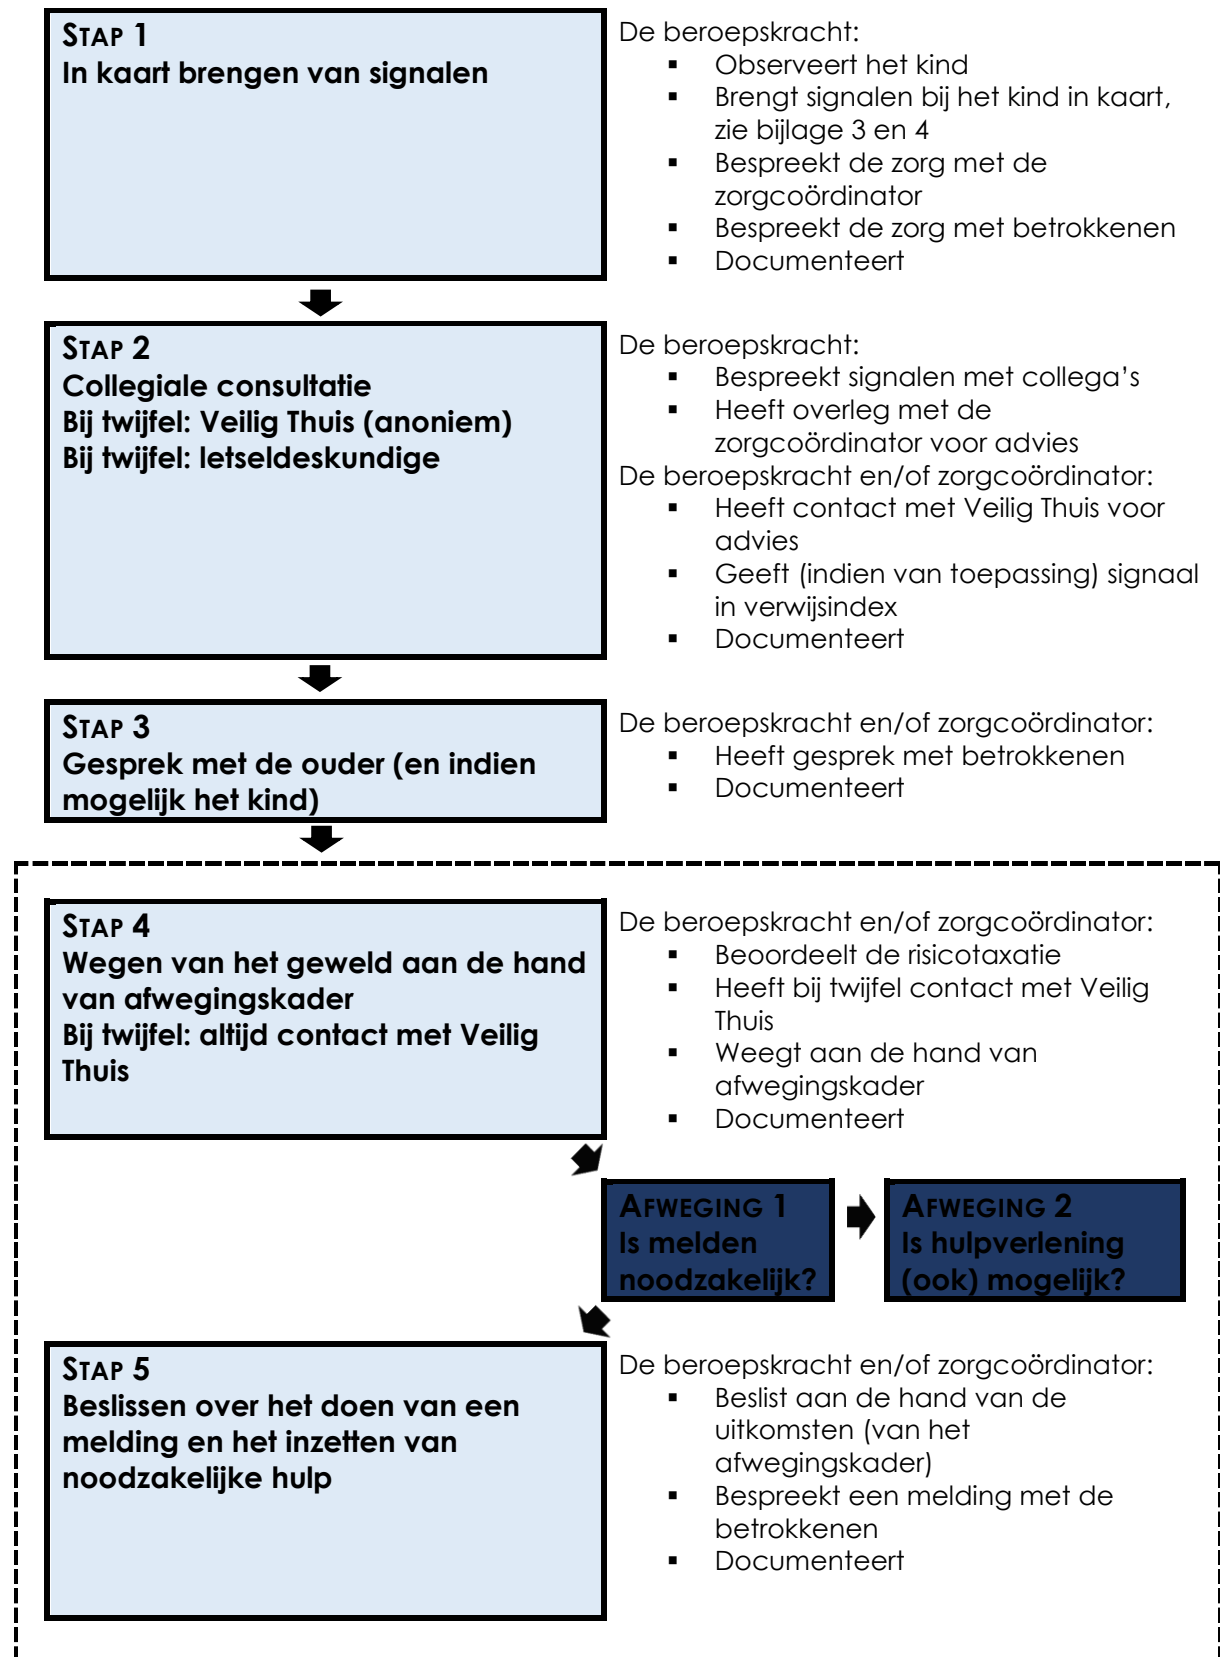 STAP 1
In kaart brengen van signalen
De beroepskracht:
▪ Observeert het kind
▪ Brengt signalen bij het kind in kaart,
zie bijlage 3 en 4
▪ Bespreekt de zorg met de
zorgcoördinator
▪ Bespreekt de zorg met betrokkenen
▪ Documenteert
STAP 2
Collegiale consultatie
Bij twijfel: Veilig Thuis (anoniem)
Bij twijfel: letseldeskundige
De beroepskracht:
▪ Bespreekt signalen met collega's
▪ Heeft overleg met de
zorgcoördinator voor advies
De beroepskracht en/of zorgcoördinator:
▪ Heeft contact met Veilig Thuis voor
advies
▪ Geeft (indien van toepassing) signaal
in verwijsindex
▪ Documenteert
STAP 3
Gesprek met de ouder (en indien
mogelijk het kind)
De beroepskracht en/of zorgcoördinator:
▪ Heeft gesprek met betrokkenen
▪ Documenteert
STAP 4
Wegen van het geweld aan de hand
van afwegingskader
Bij twijfel: altijd contact met Veilig
Thuis
De beroepskracht en/of zorgcoördinator:
▪ Beoordeelt de risicotaxatie
▪ Heeft bij twijfel contact met Veilig
Thuis
▪ Weegt aan de hand van
afwegingskader
▪ Documenteert
AFWEGING 1
Is melden
noodzakelijk?
AFWEGING 2
Is hulpverlening
(ook) mogelijk?
STAP 5
Beslissen over het doen van een
melding en het inzetten van
noodzakelijke hulp
De beroepskracht en/of zorgcoördinator:
▪ Beslist aan de hand van de
uitkomsten (van het
afwegingskader)
▪ Bespreekt een melding met de
betrokkenen
▪ Documenteert